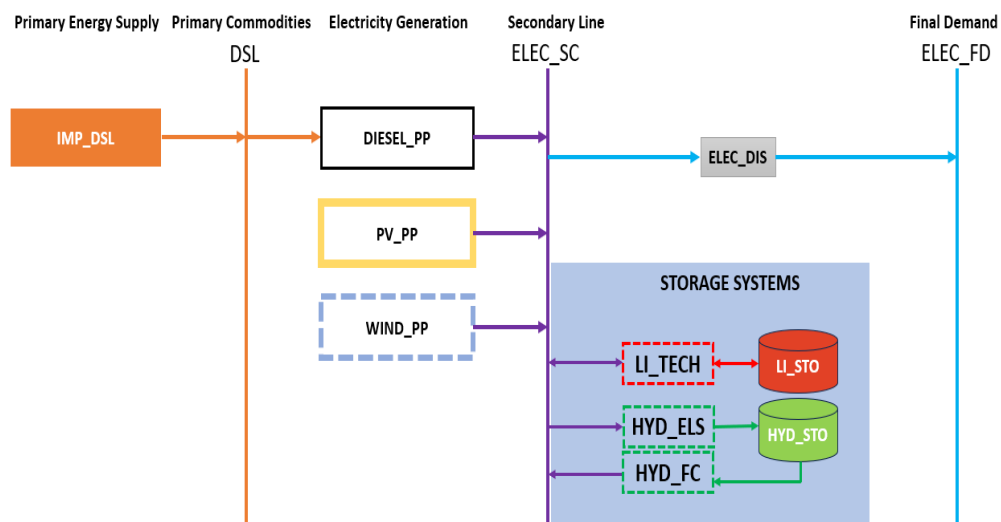 Primary Energy Supply
Primary Commodities
Electricity Generation
Secondary Line
Final Demand
DSL
ELEC_SC
ELEC_FD
IMP_DSL
DIESEL_PP
ELEC_DIS
PV_PP
STORAGE SYSTEMS
WIND_PP
LI_TECH
LI_STO
HYD_ELS
HYD_STO
HYD_FC